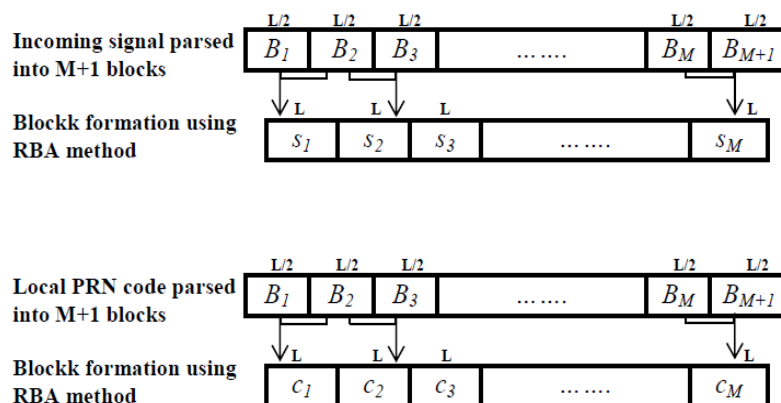 L/2 L/2 L/2 L/2 L/2
Incoming signal parsed into M+1 blocks
B1 B2 B3 ……. BM BM+1
L L L L
Blockk formation using RBA method
s1 s2 s3 ……. sM
L/2 L/2 L/2 L/2 L/2
Local PRN code parsed into M+1 blocks
B1 B2 B3 ……. BM BM+1
L L L L
Blockk formation using RBA method
c1 c2 c3 ……. cM